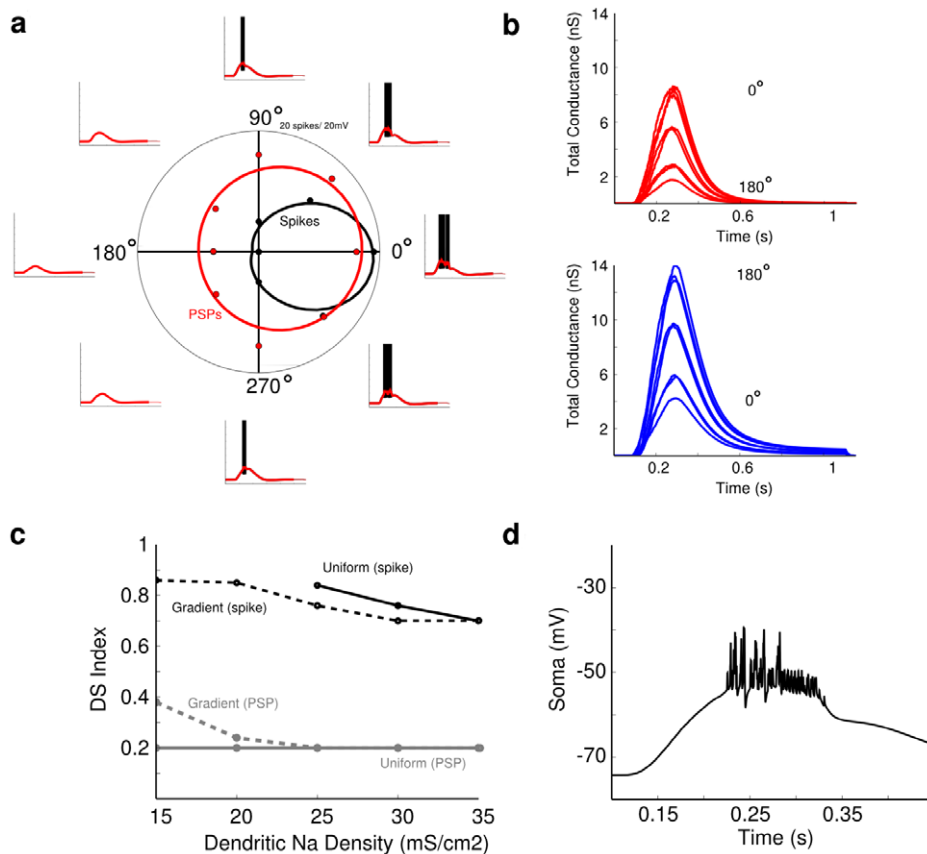 a
90°
20 spikes/ 20mV
Spikes
180°
0°
PSPs
270°
b
Total Conductance (nS)
14
10
6
2
0°
180°
0.2
0.6
1
Time (s)
Total Conductance (nS)
14
10
6
2
180°
0°
0.2
0.6
1
Time (s)
c
DS Index
1
0.8
0.6
0.4
0.2
Uniform (spike)
Gradient (spike)
Gradient (PSP)
Uniform (PSP)
15
20
25
30
35
Dendritic Na Density (mS/cm2)
d
Soma (mV)
-30
-50
-70
0.15
0.25
0.35
Time (s)